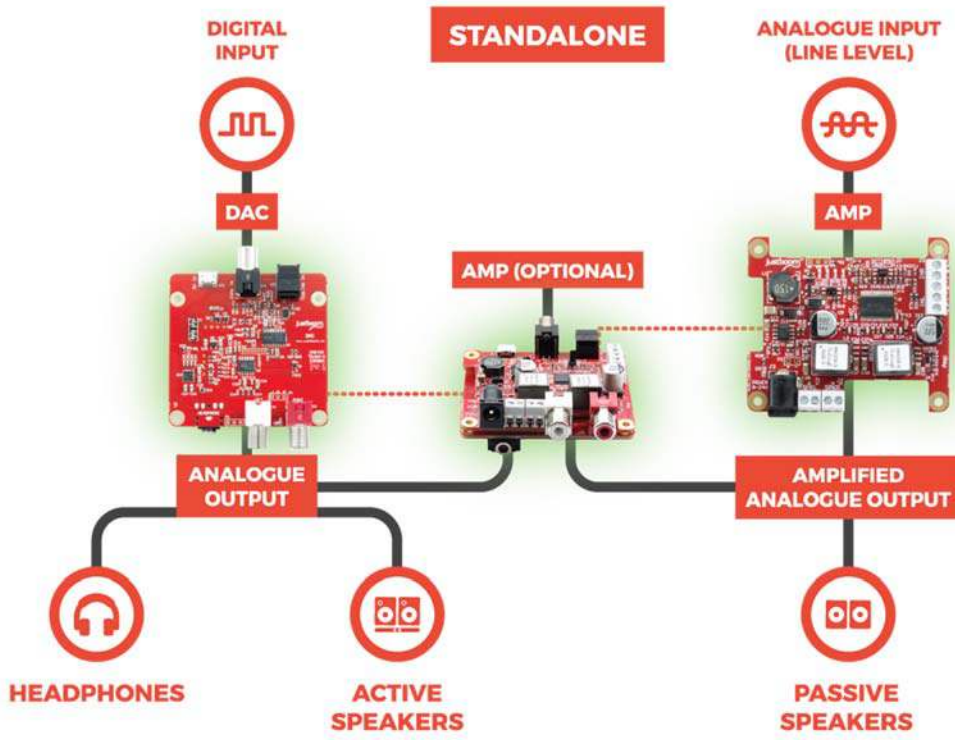 DIGITAL
INPUT
STANDALONE
ANALOGUE INPUT
(LINE LEVEL)
DAC
AMP
AMP (OPTIONAL)
ANALOGUE
OUTPUT
AMPLIFIED
ANALOGUE OUTPUT
HEADPHONES
ACTIVE
SPEAKERS
PASSIVE
SPEAKERS